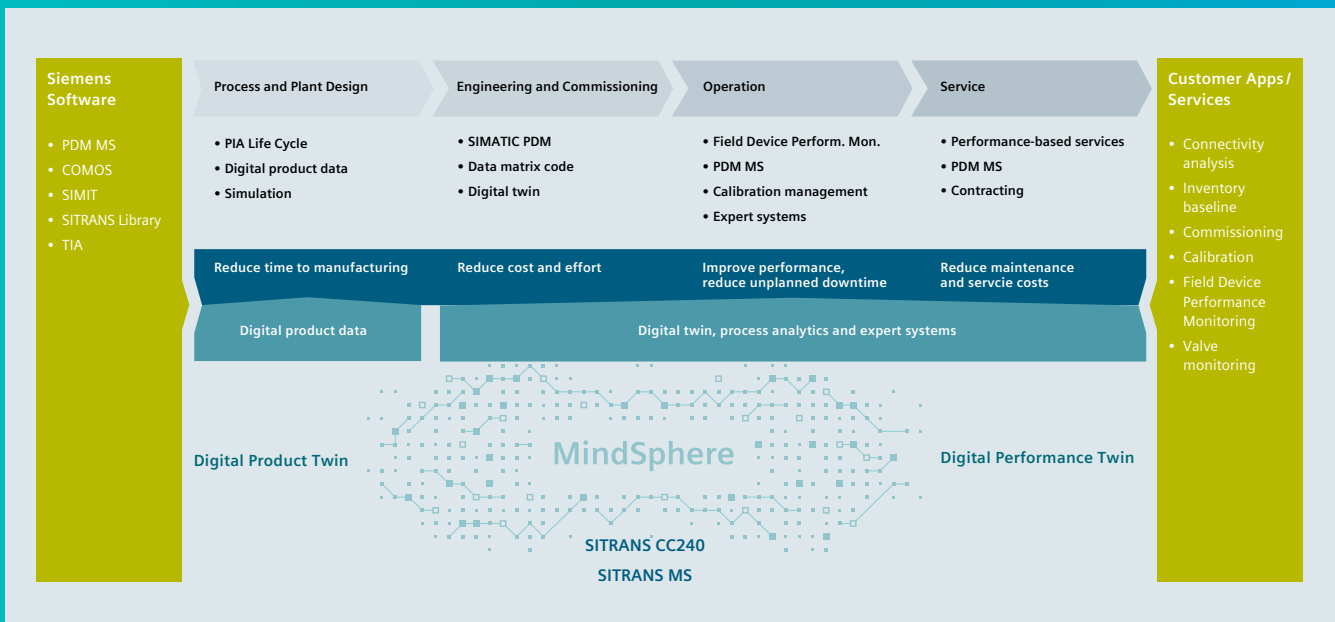 Siemens
Software
• PDM MS
• COMOS
• SIMIT
• SITRANS Library
• TIA
Process and Plant Design
• PIA Life Cycle
• Digital product data
• Simulation
Engineering and Commissioning
• SIMATIC PDM
• Data matrix code
• Digital twin
Operation
• Field Device Perform. Mon.
• PDM MS
• Calibration management
• Expert systems
Service
• Performance-based services
• PDM MS
• Contracting
Reduce time to manufacturing
Reduce cost and effort
Improve performance,
reduce unplanned downtime
Reduce maintenance
and servcie costs
Digital product data
Digital twin, process analytics and expert systems
Digital Product Twin
MindSphere
Digital Performance Twin
SITRANS CC240
SITRANS MS
Customer Apps/
Services
• Connectivity
analysis
• Inventory
baseline
• Commissioning
• Calibration
• Field Device
Performance
Monitoring
• Valve
monitoring